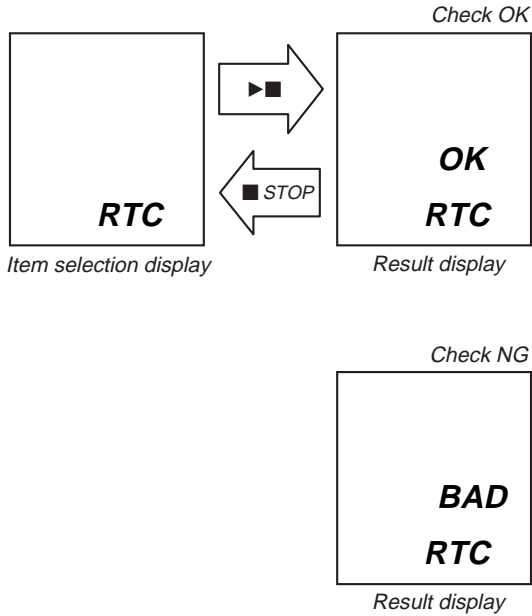 Check OK
▶■
OK
■ STOP
RTC
RTC
Item selection display
Result display
Check NG
BAD
RTC
Result display